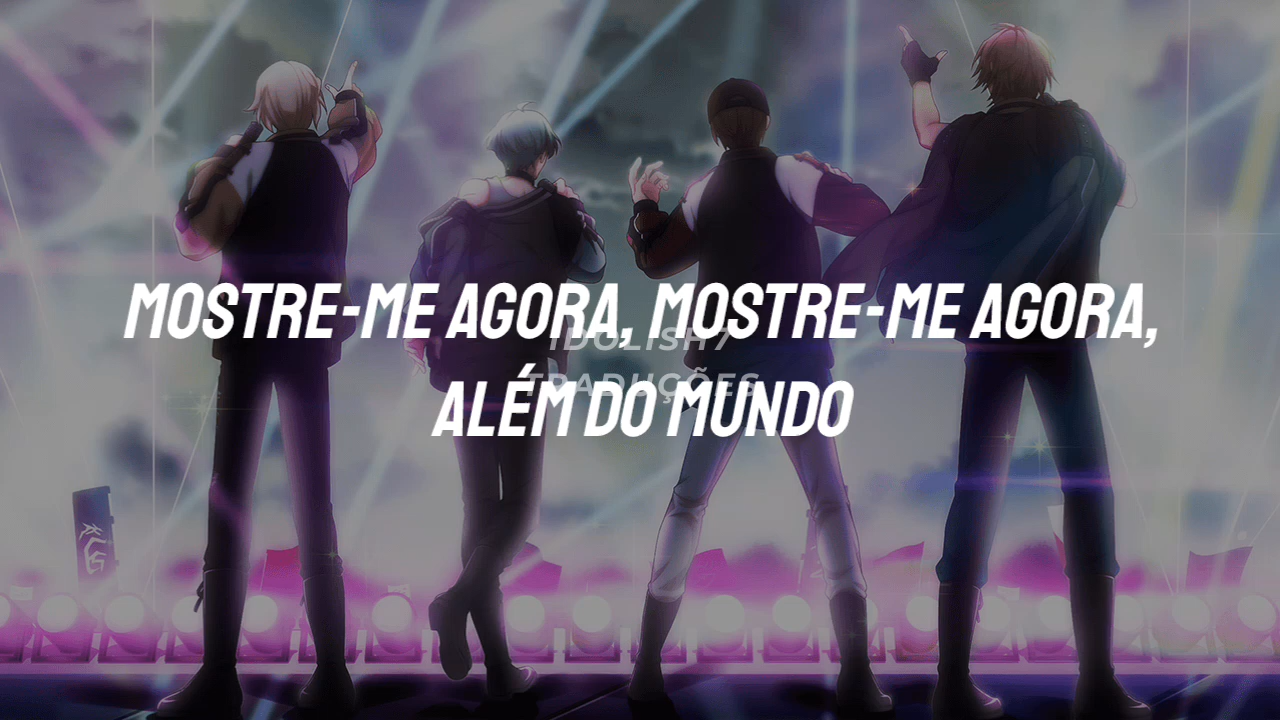 MOSTRE-ME AGORA, MOSTRE-ME AGORA,
IDOLISH7
TRADUÇÕES
ALÉM DO MUNDO